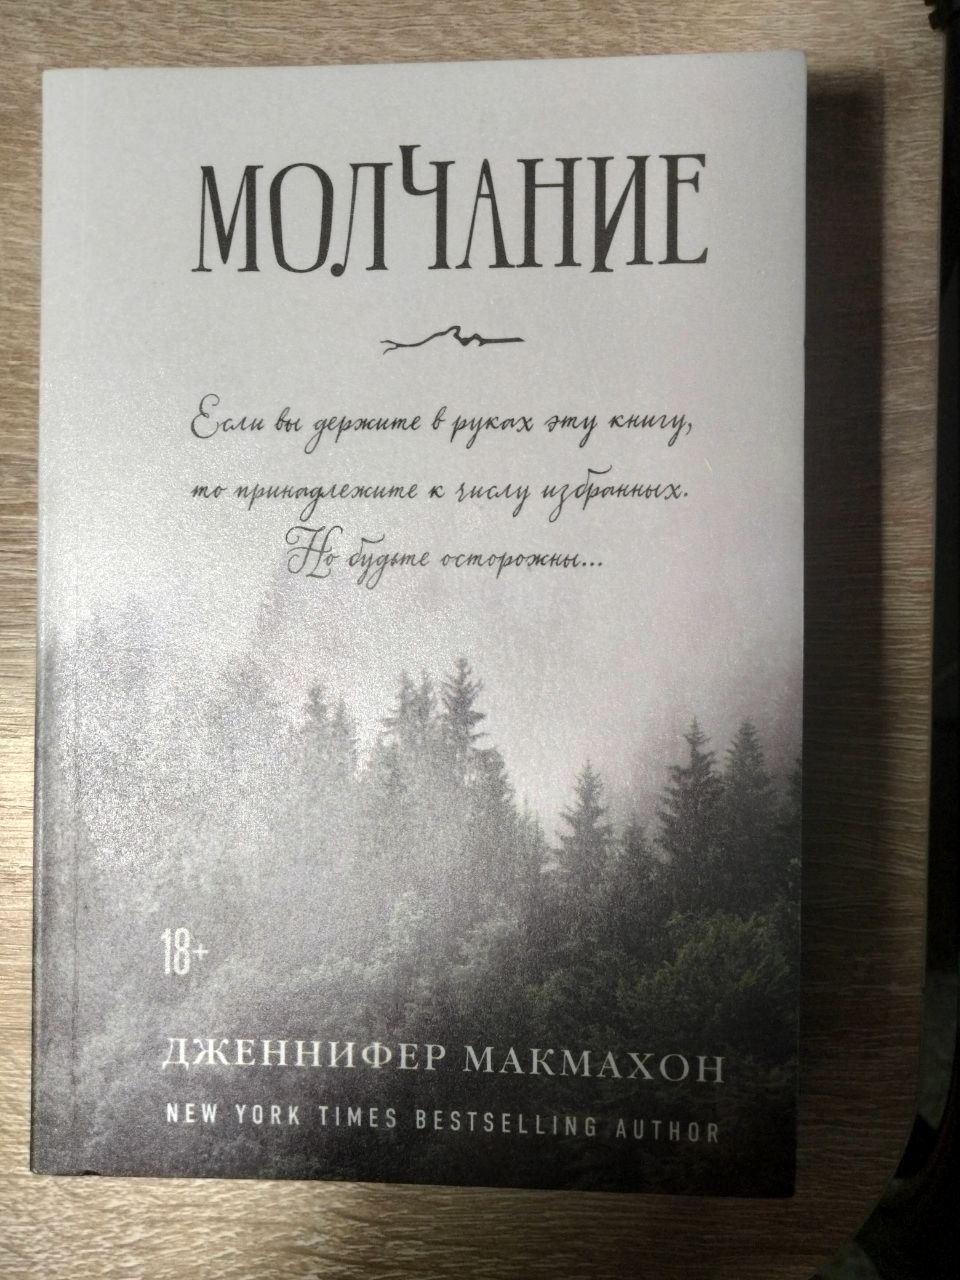 МОЛЧАНИЕ
Если вы держите в руках эту книгу,
то принадлежите к числу избранных.
Но будьте осторожны...
18+
ДЖЕННИФЕР МАКМАХОН
NEW YORK TIMES BESTSELLING AUTHOR